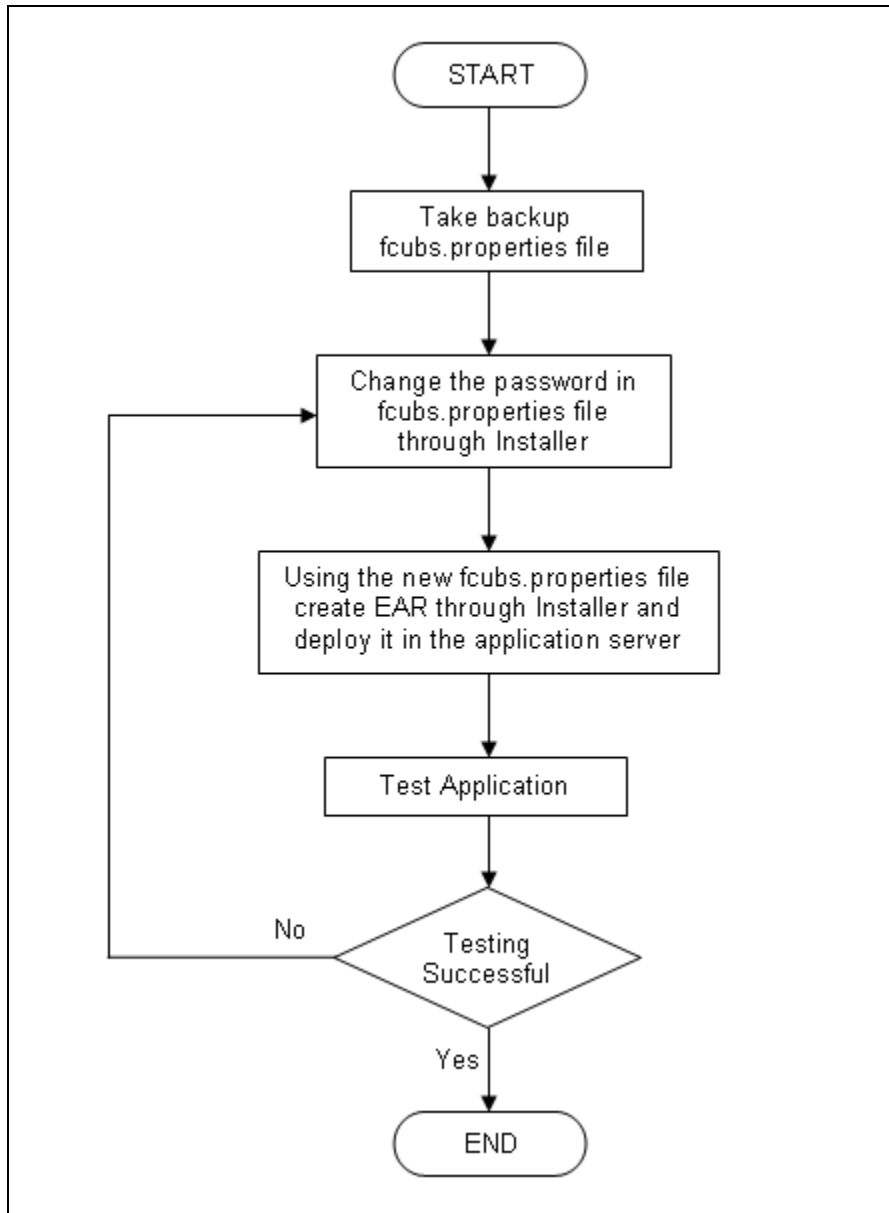 START
Take backup
fcubs.properties file
Change the password in
fcubs.properties file
through Installer
Using the new fcubs.properties file
create EAR through Installer and
deploy it in the application server
Test Application
No
Testing
Successful
Yes
END